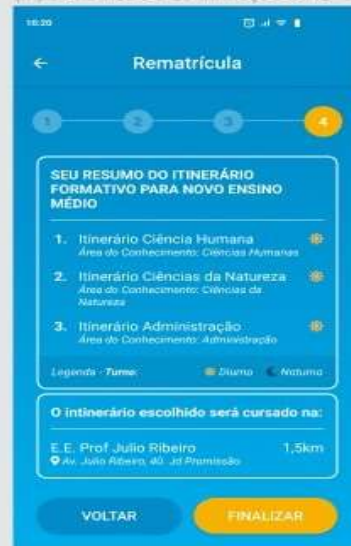 16:20
Rematrícula
1 2 3 4
SEU RESUMO DO ITINERÁRIO
FORMATIVO PARA NOVO ENSINO
MÉDIO
1. Itinerário Ciência Humana
Área do Conhecimento: Ciências Humanas
2. Itinerário Ciências da Natureza
Área do Conhecimento: Ciências da
Natureza
3. Itinerário Administração
Área do Conhecimento: Administração
Legenda - Turno: Diurno Noturno
O intinerário escolhido será cursado na:
E.E. Prof Julio Ribeiro 1,5km
Av. Julio Ribeiro, 40. Jd Promissão
VOLTAR FINALIZAR